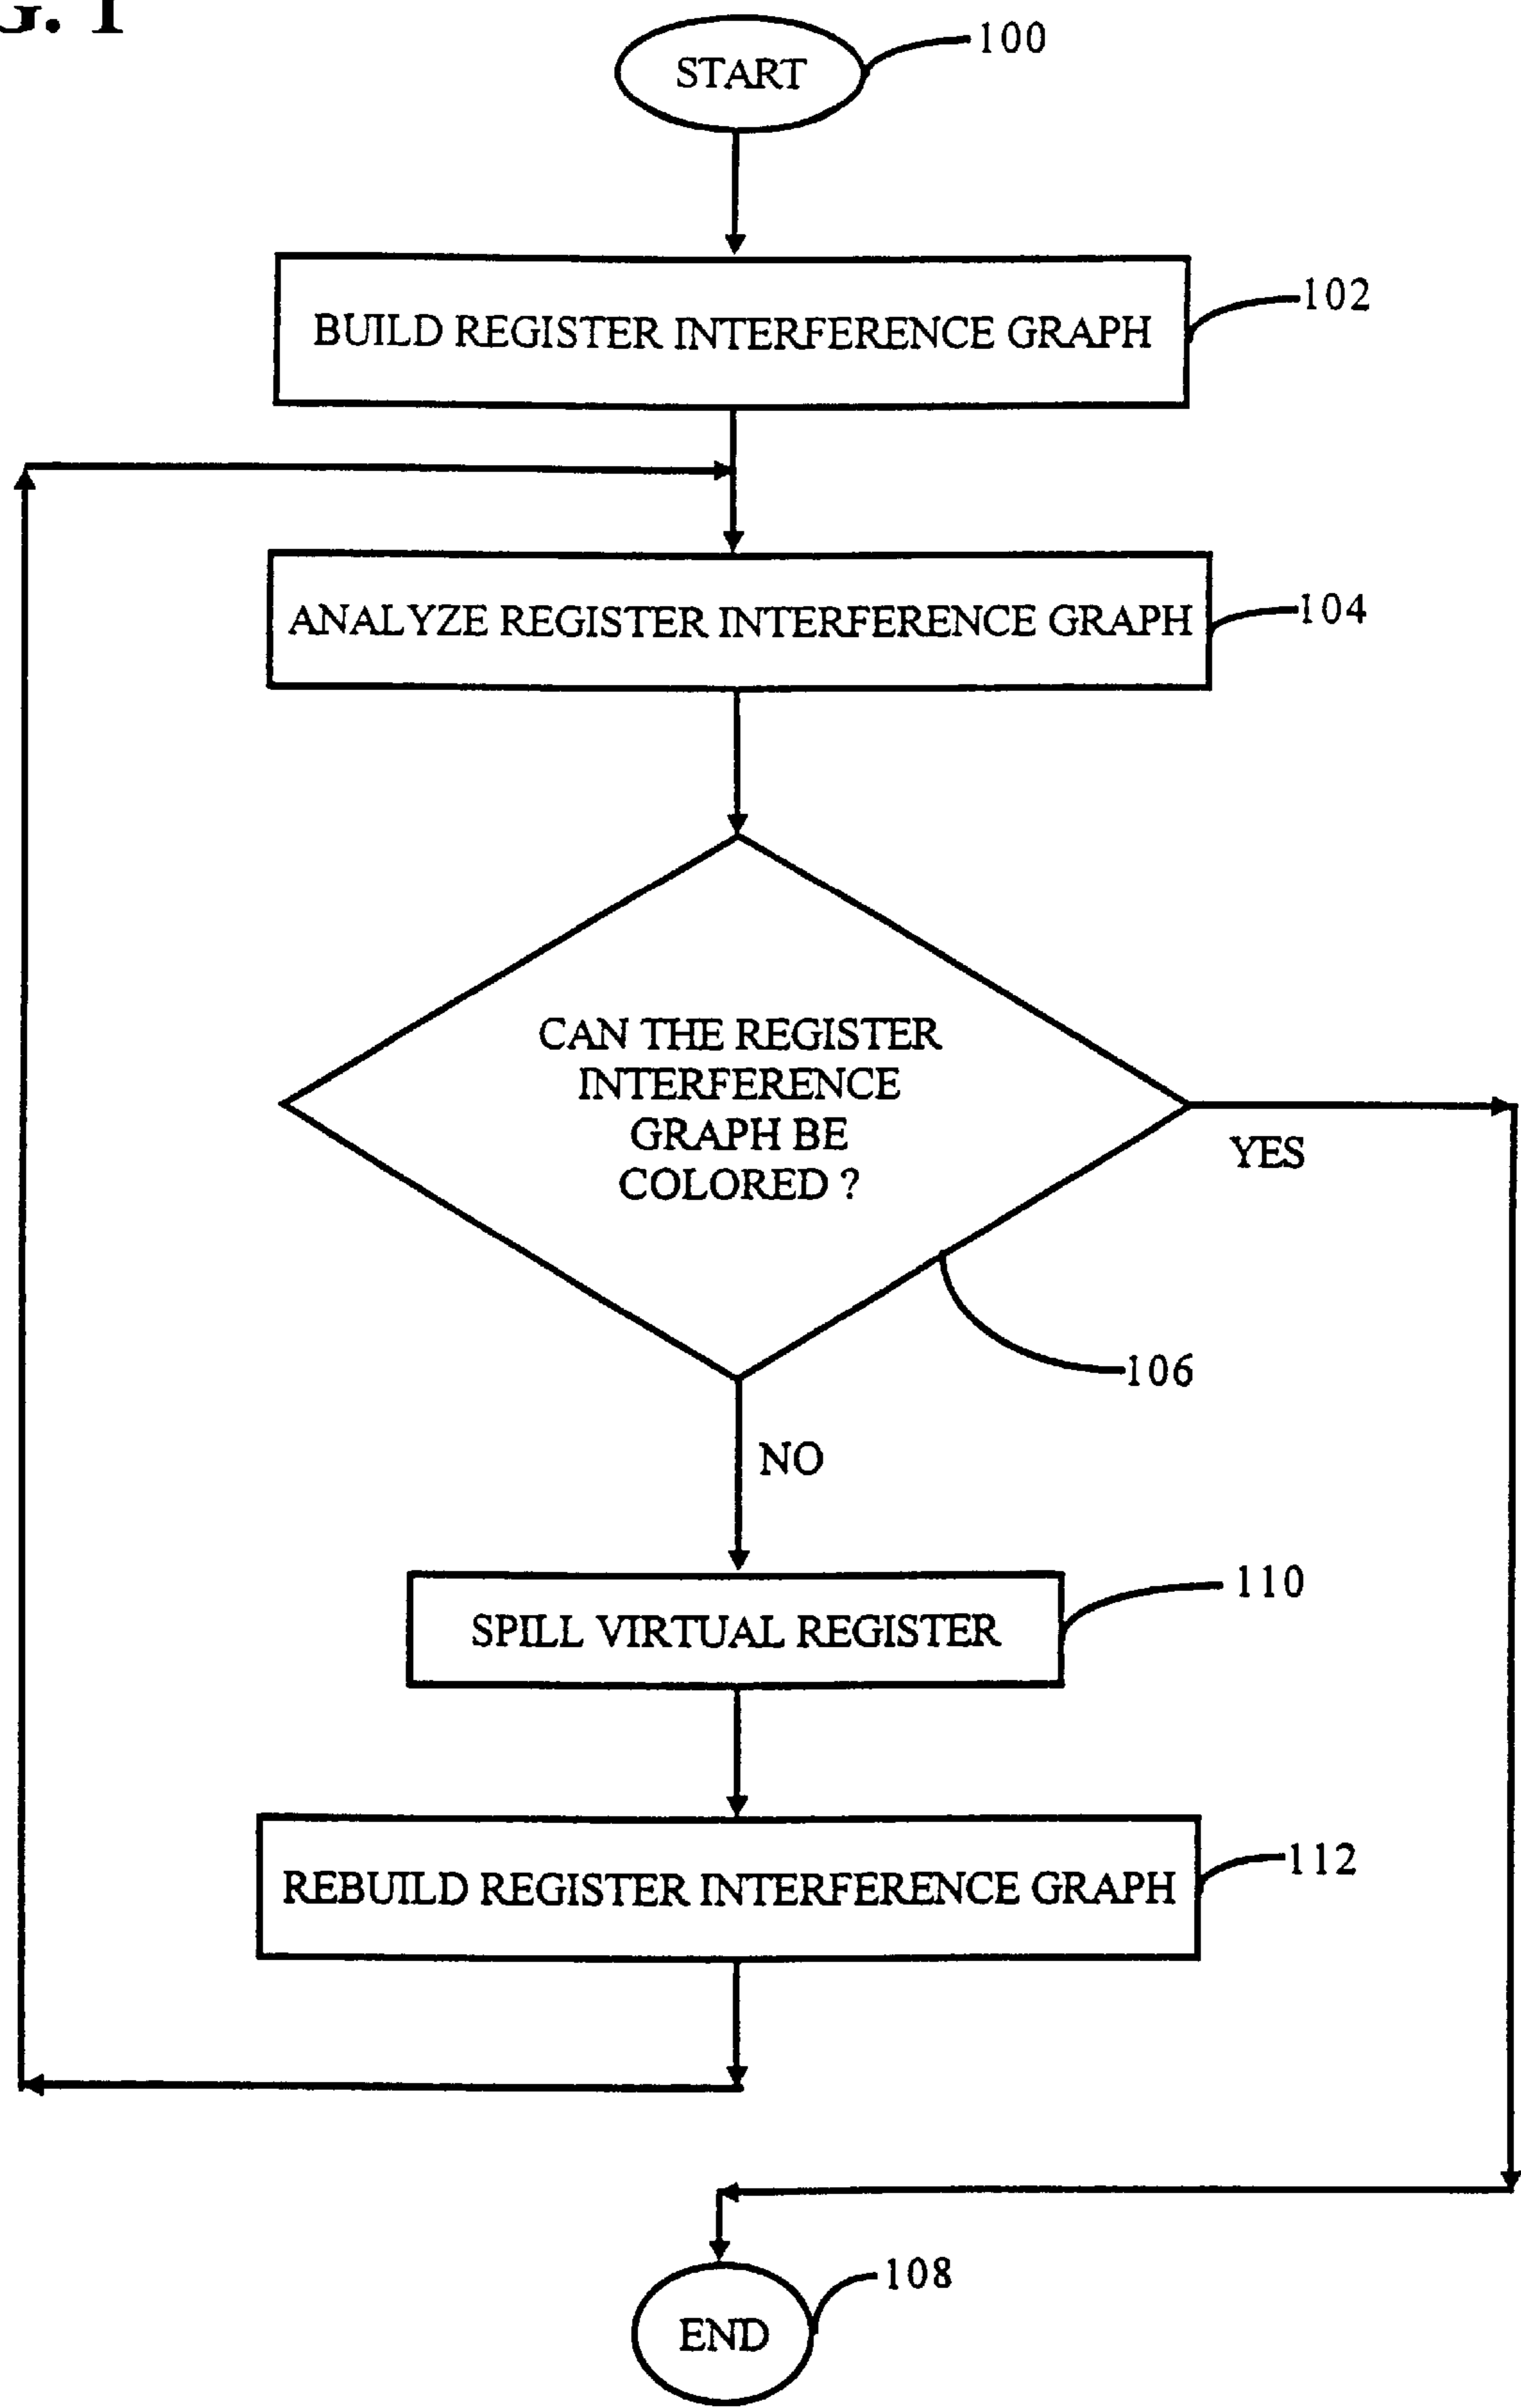 G. 1
START
100
BUILD REGISTER INTERFERENCE GRAPH
102
ANALYZE REGISTER INTERFERENCE GRAPH
104
CAN THE REGISTER
INTERFERENCE
GRAPH BE
COLORED ?
YES
106
NO
110
SPILL VIRTUAL REGISTER
112
REBUILD REGISTER INTERFERENCE GRAPH
108
END